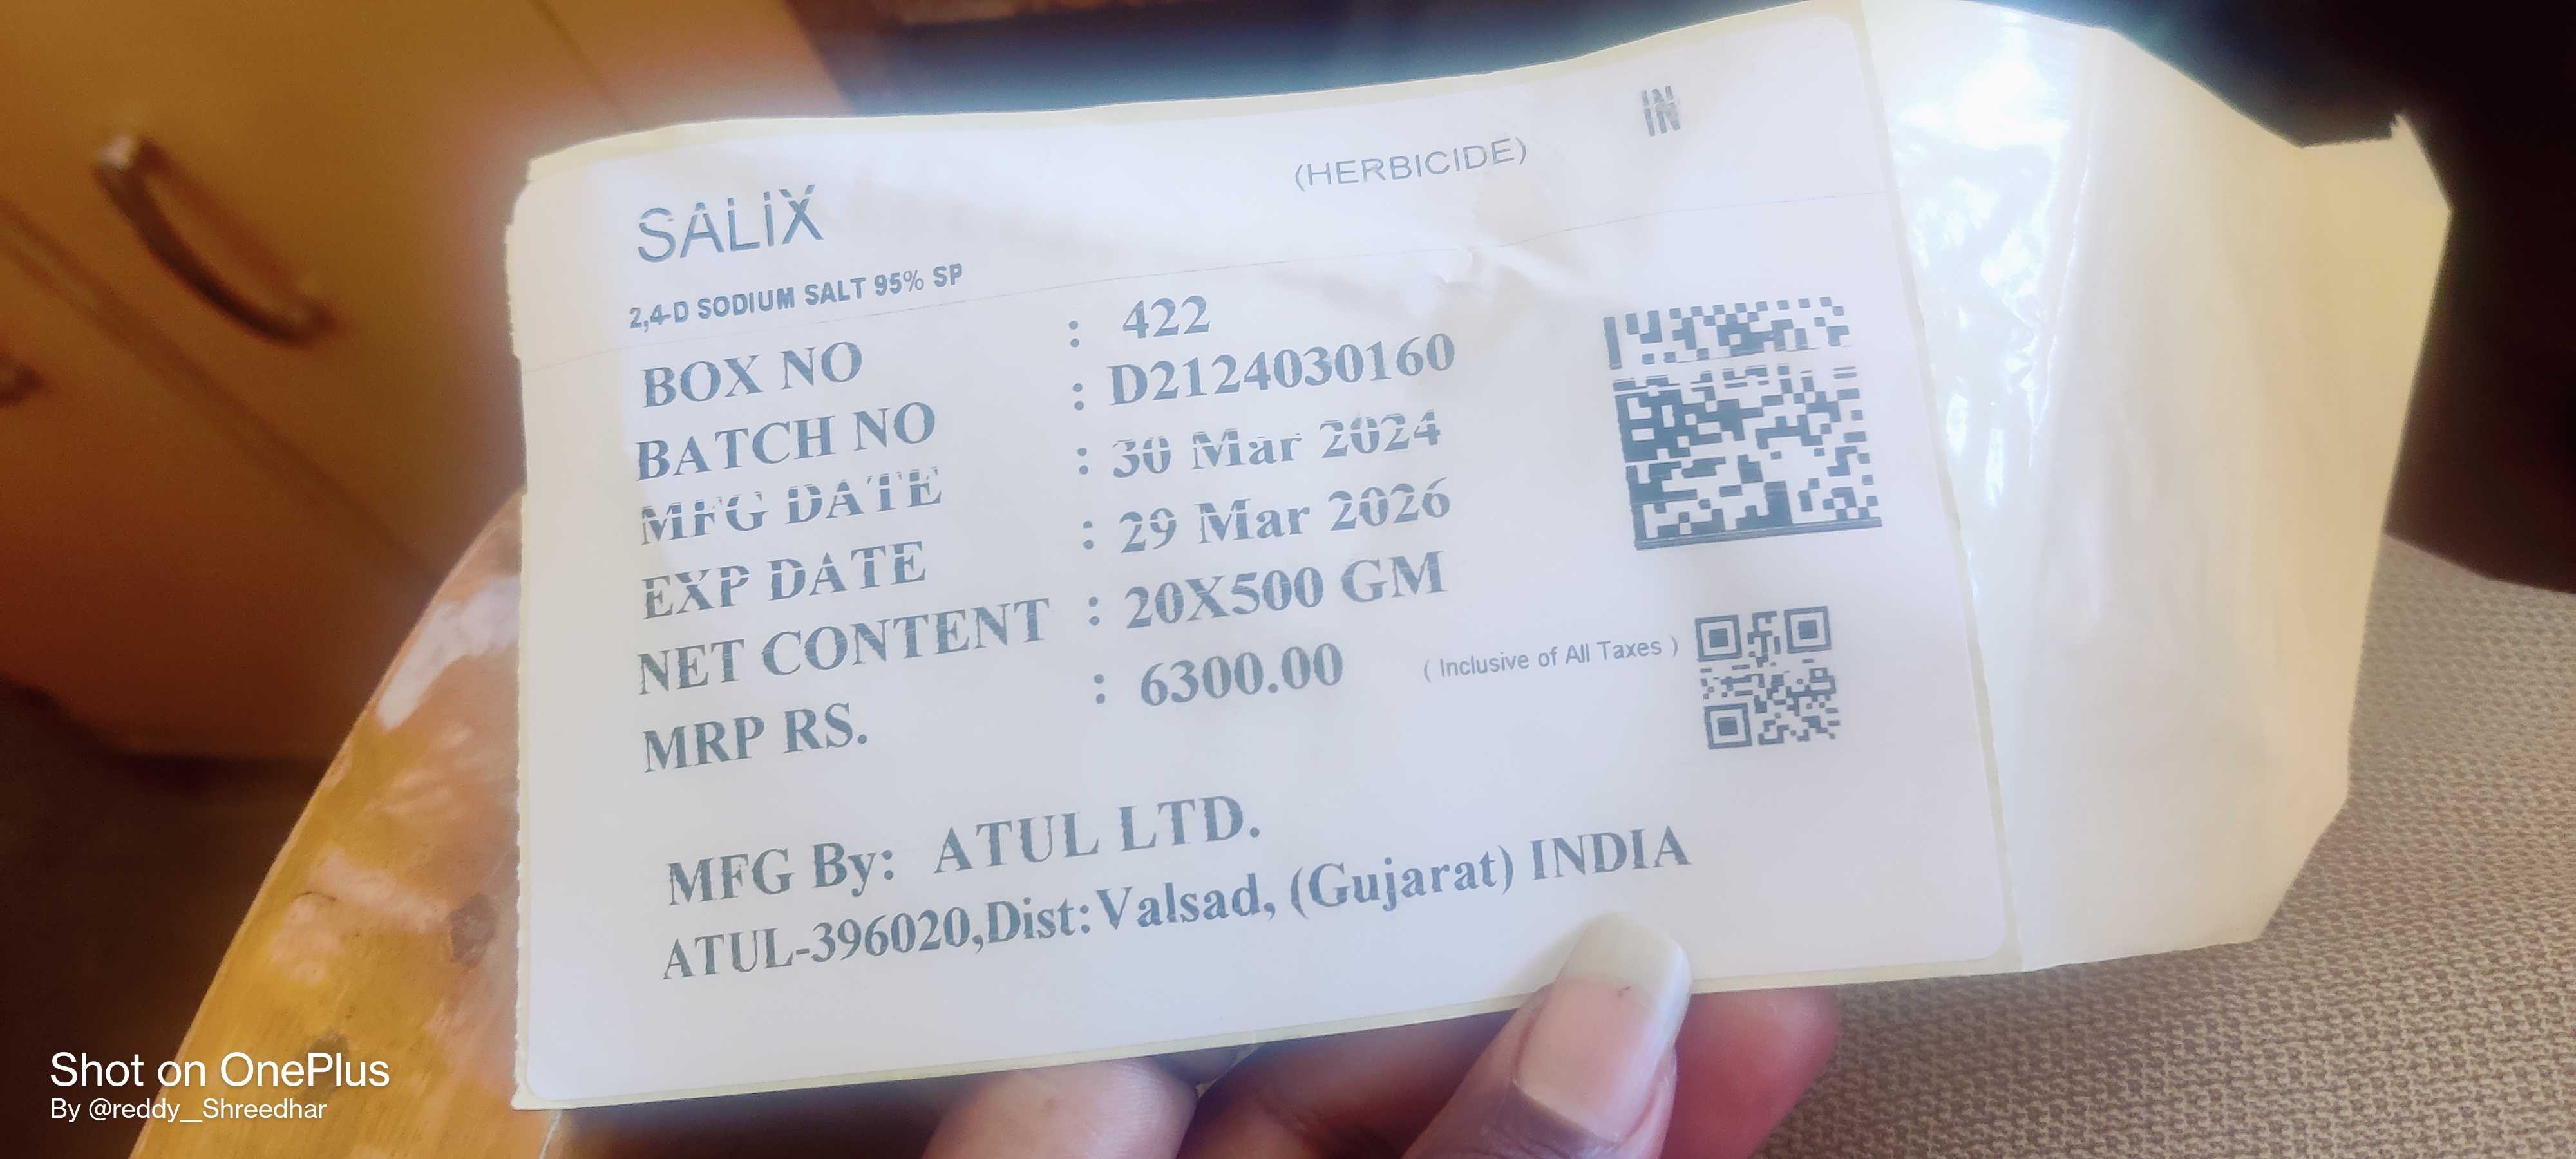 IN
(HERBICIDE)
SALIX
2,4-D SODIUM SALT 95% SP
BOX NO : 422
BATCH NO : D2124030160
MFG DATE : 30 Mar 2024
EXP DATE : 29 Mar 2026
NET CONTENT : 20X500 GM
MRP RS. : 6300.00 ( Inclusive of All Taxes )
MFG By: ATUL LTD.
ATUL-396020,Dist:Valsad, (Gujarat) INDIA
Shot on OnePlus
By @reddy__Shreedhar